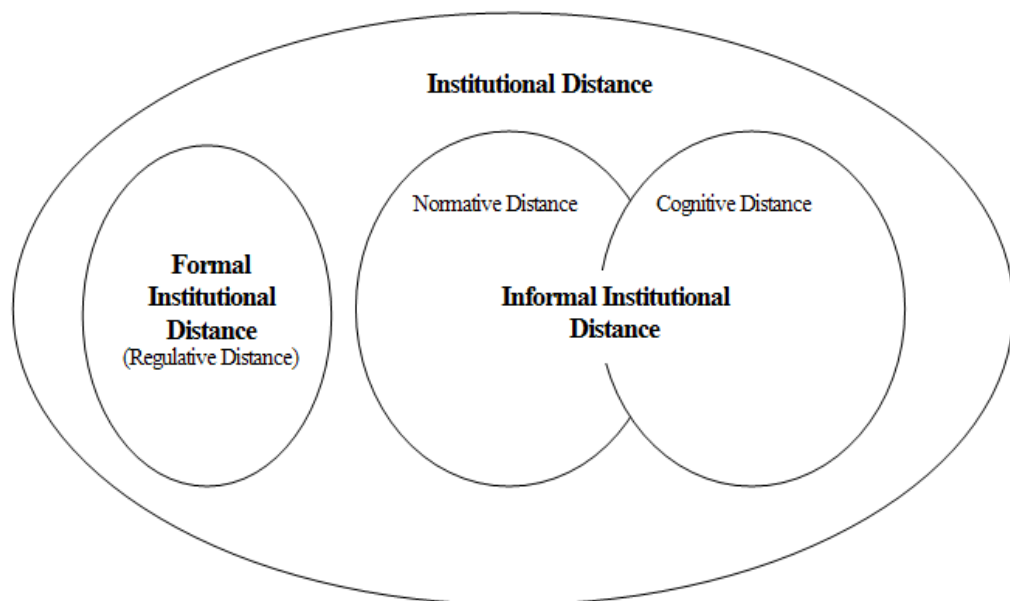 Institutional Distance
Normative Distance
Cognitive Distance
Formal
Institutional
Distance
(Regulative Distance)
Informal Institutional
Distance